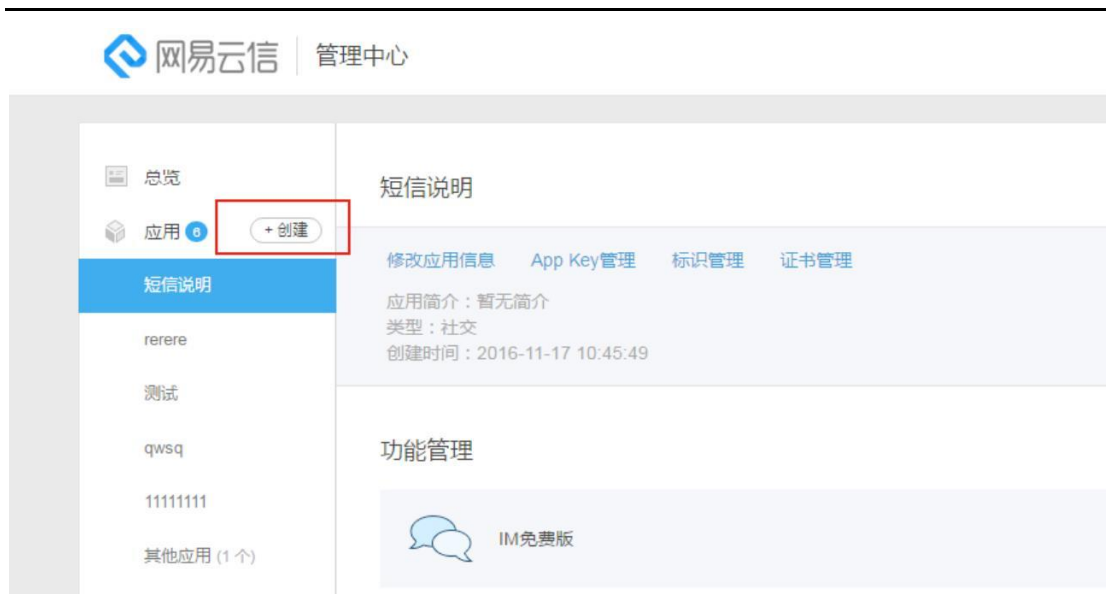 网易云信 管理中心
总览
应用 6 + 创建
短信说明
rerere
测试
qwsq
11111111
其他应用 (1 个)
短信说明
修改应用信息 App Key管理 标识管理 证书管理
应用简介：暂无简介
类型：社交
创建时间：2016-11-17 10:45:49
功能管理
IM免费版